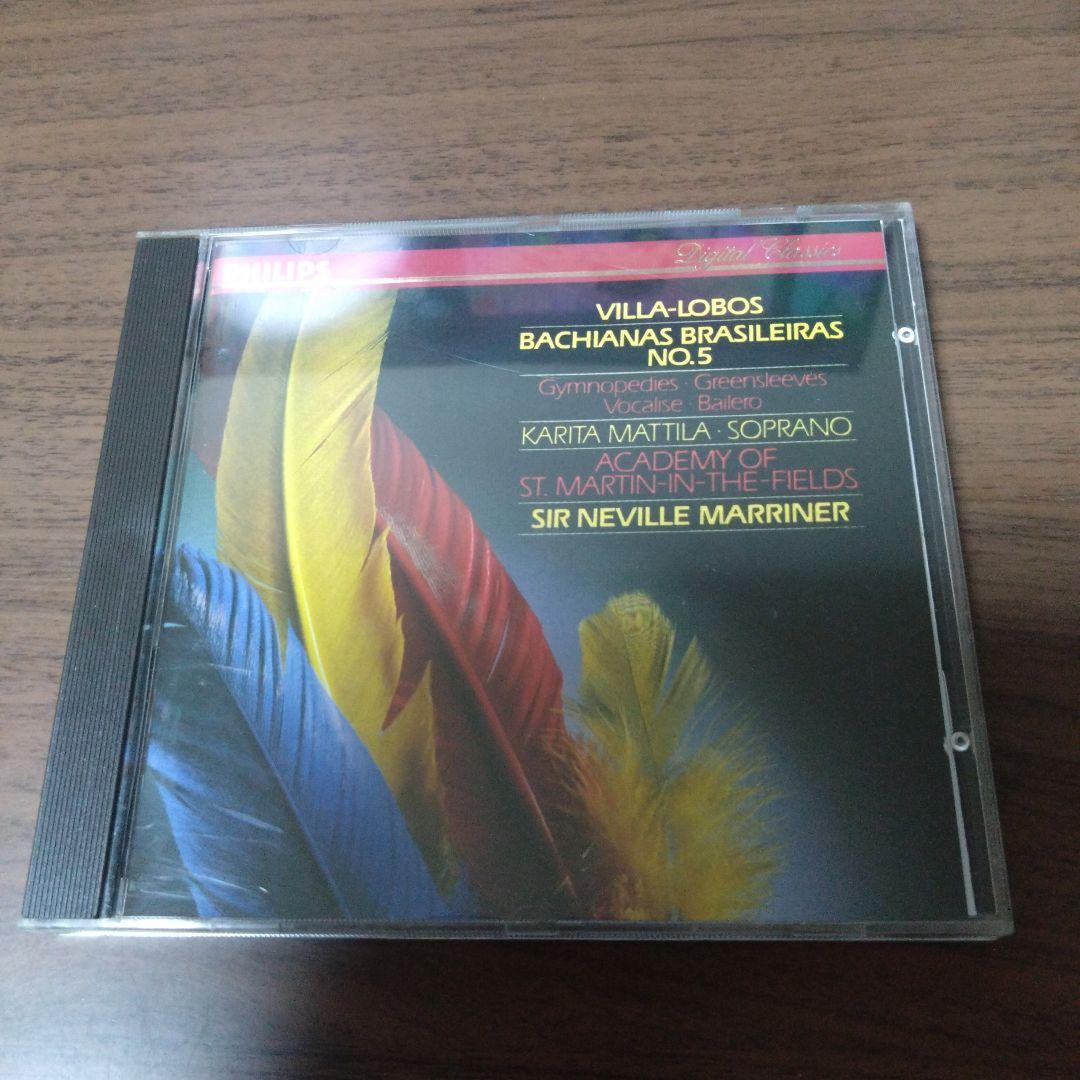 PHILIPS
Digital Classics
VILLA-LOBOS
BACHIANAS BRASILEIRAS
NO.5
Gymnopedies · Greensleeves
Vocalise · Bailero
KARITA MATTILA · SOPRANO
ACADEMY OF
ST. MARTIN-IN-THE-FIELDS
SIR NEVILLE MARRINER